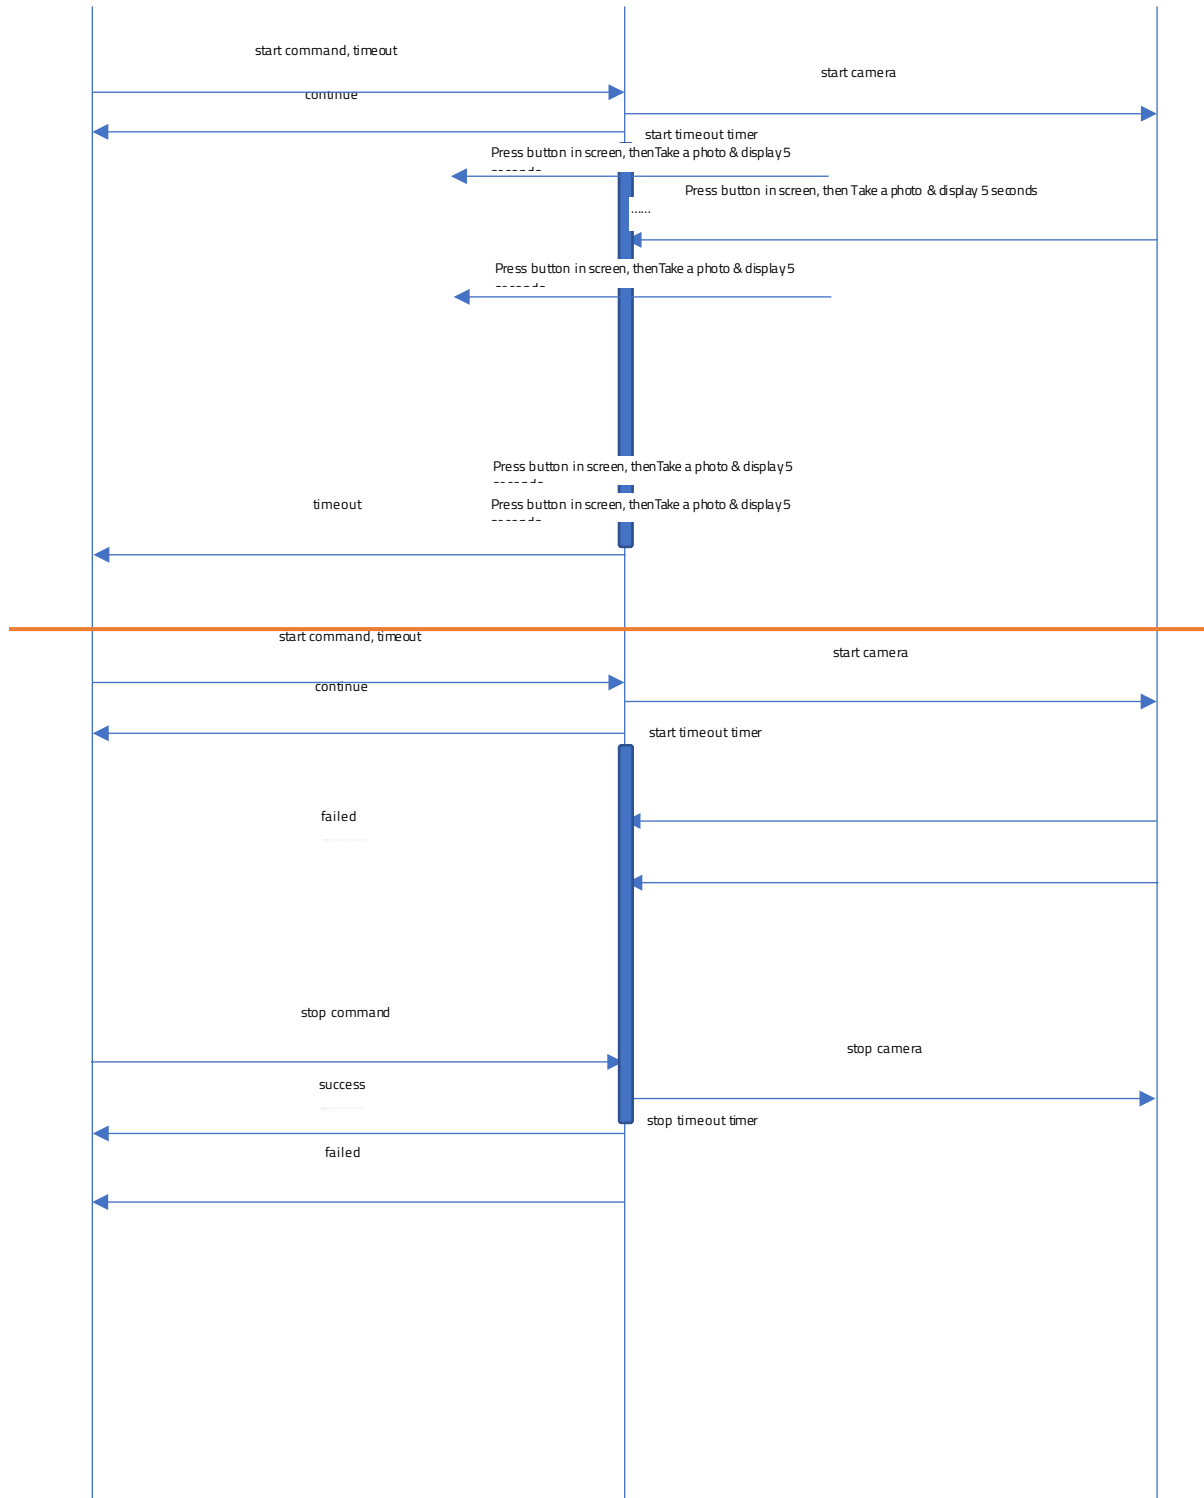 start command, timeout
start camera
continue
start timeout timer
Press button in screen, thenTake a photo & display 5
Press button in screen, then Take a photo & display 5 seconds
......
Press button in screen, thenTake a photo & display 5
Press button in screen, thenTake a photo & display 5
timeout
Press button in screen, thenTake a photo & display 5
start command, timeout
start camera
continue
start timeout timer
failed
stop command
stop camera
success
stop timeout timer
failed